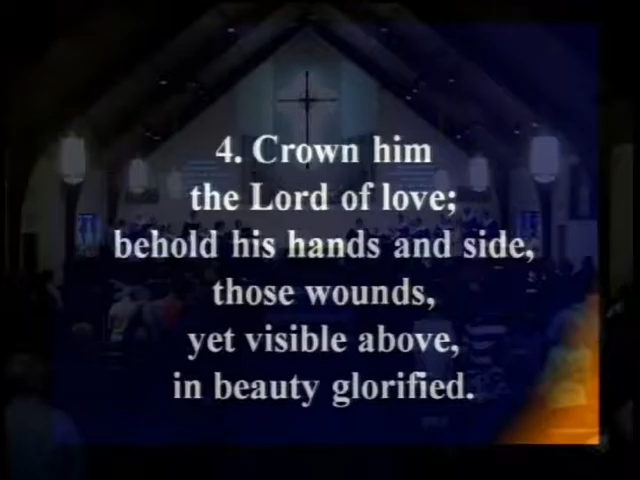 4. Crown him
the Lord of love;
behold his hands and side,
those wounds,
yet visible above,
in beauty glorified.